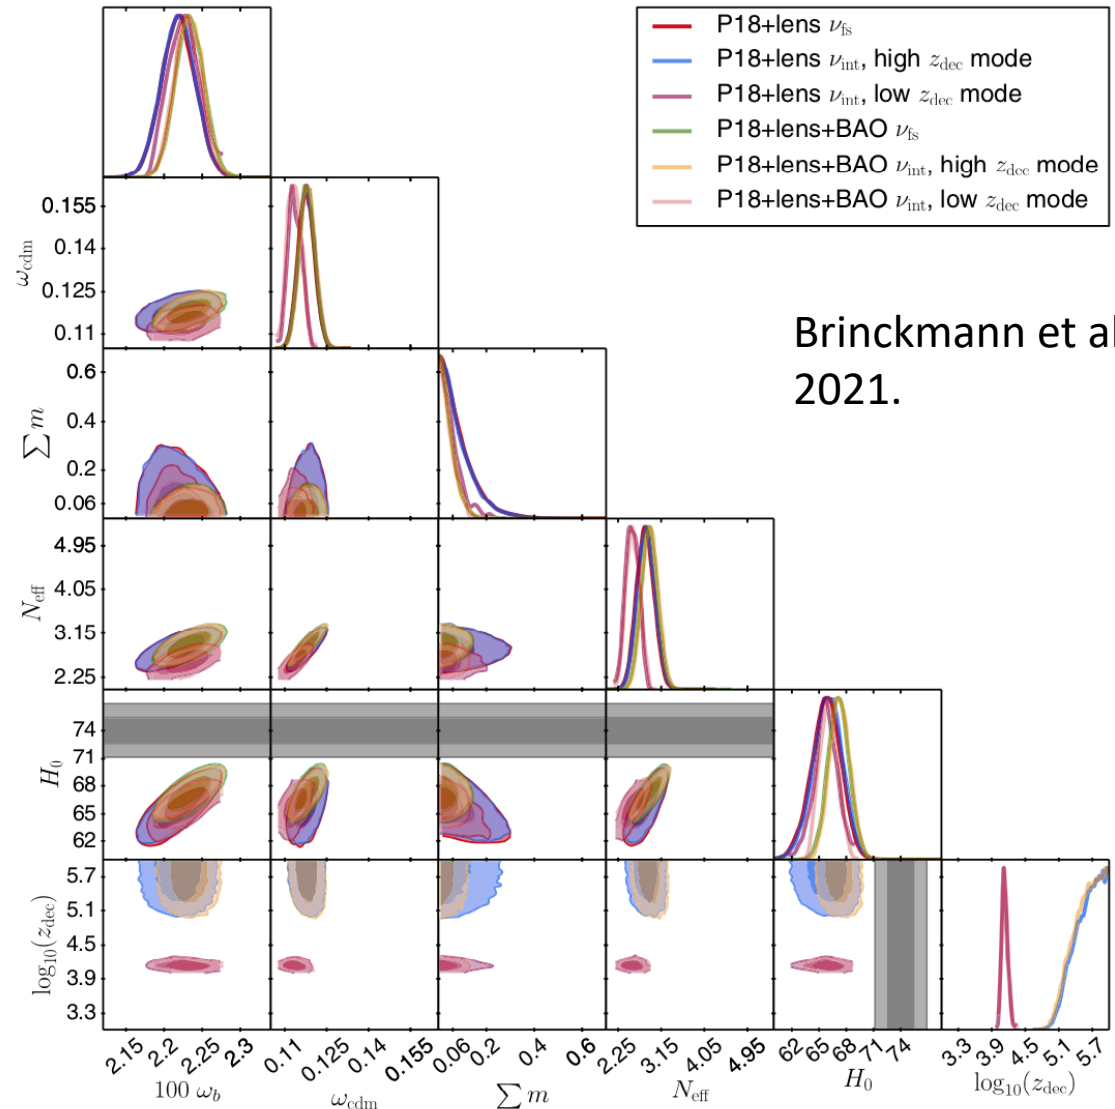 P18+lens ν_fs
P18+lens ν_int, high z_dec mode
P18+lens ν_int, low z_dec mode
P18+lens+BAO ν_fs
P18+lens+BAO ν_int, high z_dec mode
P18+lens+BAO ν_int, low z_dec mode
Brinckmann et al
2021.
ω_cdm
0.155
0.14
0.125
0.11
∑ m
0.6
0.4
0.2
0.06
N_eff
4.95
4.05
3.15
2.25
H_0
74
71
68
65
62
log_10(z_dec)
5.7
5.1
4.5
3.9
3.3
2.15 2.2 2.25 2.3
0.11 0.125 0.14 0.155
0.06 0.2 0.4 0.6
2.25 3.15 4.05 4.95
62 65 68 71 74
3.3 3.9 4.5 5.1 5.7
100 ω_b
ω_cdm
∑ m
N_eff
H_0
log_10(z_dec)